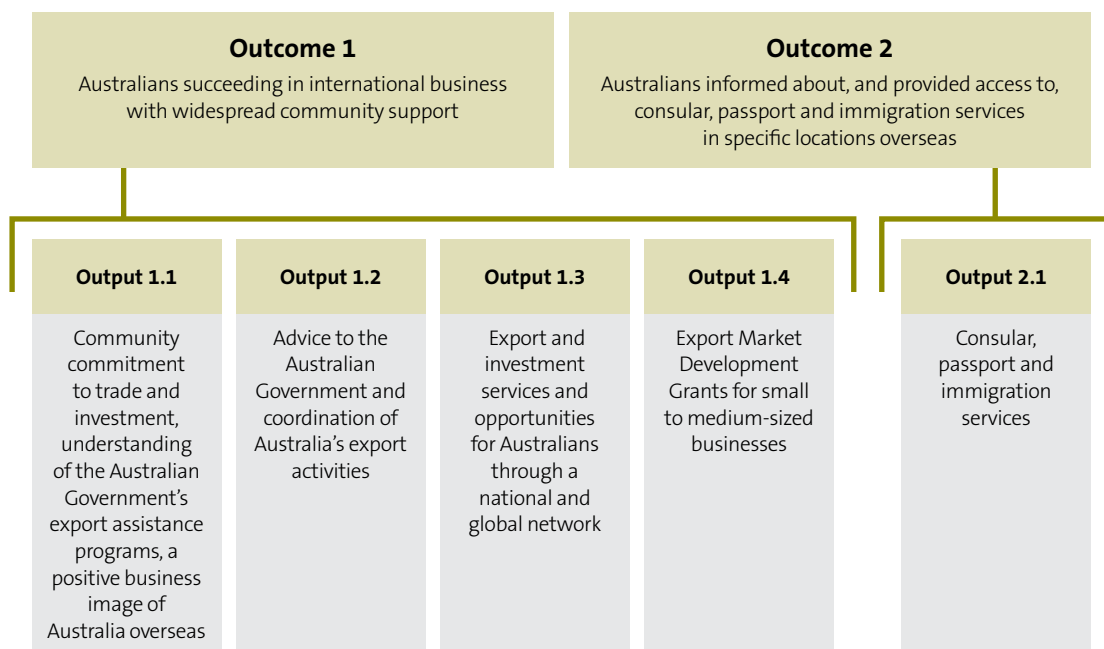 Outcome 1
Australians succeeding in international business
with widespread community support
Outcome 2
Australians informed about, and provided access to,
consular, passport and immigration services
in specific locations overseas
Output 1.1
Community
commitment
to trade and
investment,
understanding
of the Australian
Government’s
export assistance
programs, a
positive business
image of
Australia overseas
Output 1.2
Advice to the
Australian
Government and
coordination of
Australia’s export
activities
Output 1.3
Export and
investment
services and
opportunities
for Australians
through a
national and
global network
Output 1.4
Export Market
Development
Grants for small
to medium-sized
businesses
Output 2.1
Consular,
passport and
immigration
services